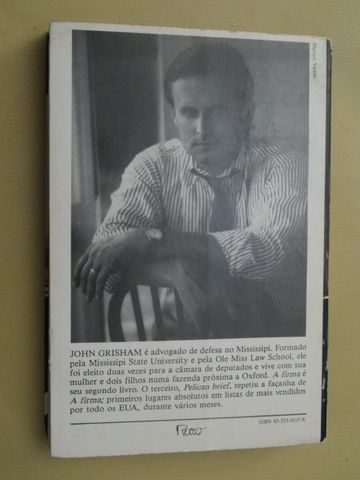 Marion Vance
JOHN GRISHAM é advogado de defesa no Mississipi. Formado
pela Mississipi State University e pela Ole Miss Law School, ele
foi eleito duas vezes para a câmara de deputados e vive com sua
mulher e dois filhos numa fazenda próxima a Oxford. A firma é
seu segundo livro. O terceiro, Pelican brief, repetiu a façanha de
A firma; primeiros lugares absolutos em listas de mais vendidos
por todo os EUA, durante vários meses.
ISBN 85-325-0335-X
Rocco